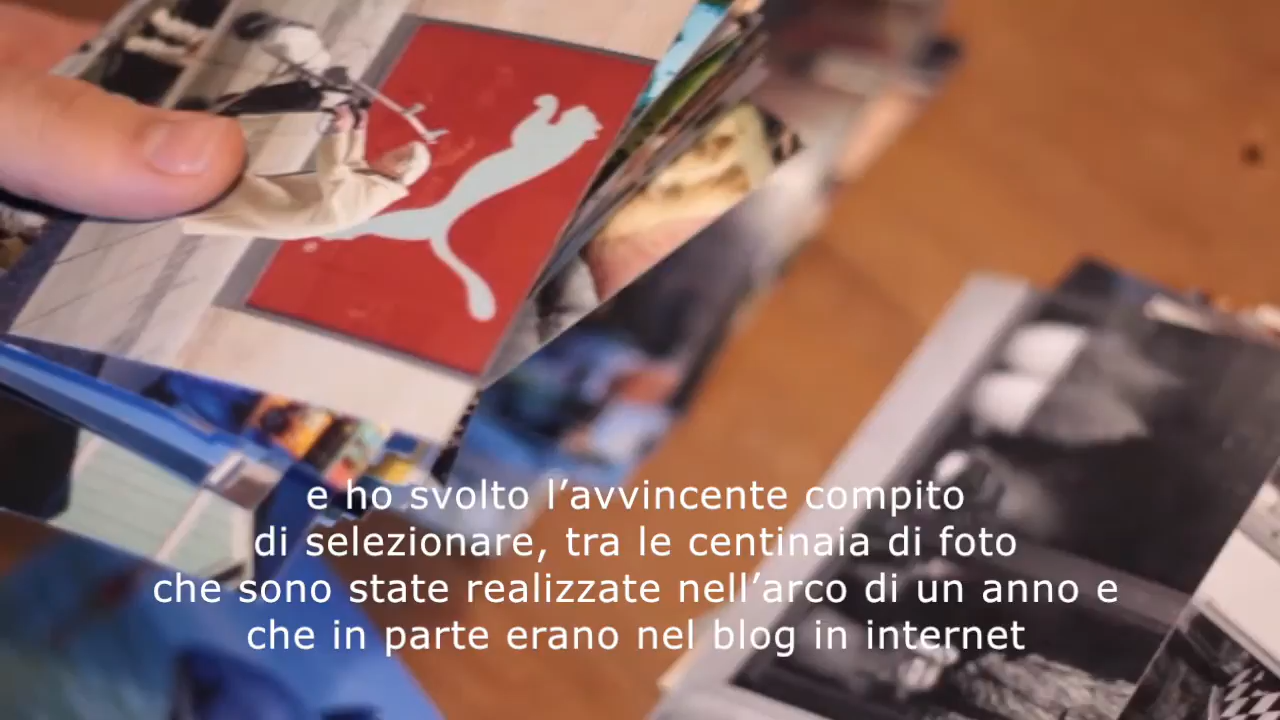 e ho svolto l’avvincente compito
di selezionare, tra le centinaia di foto
che sono state realizzate nell’arco di un anno e
che in parte erano nel blog in internet